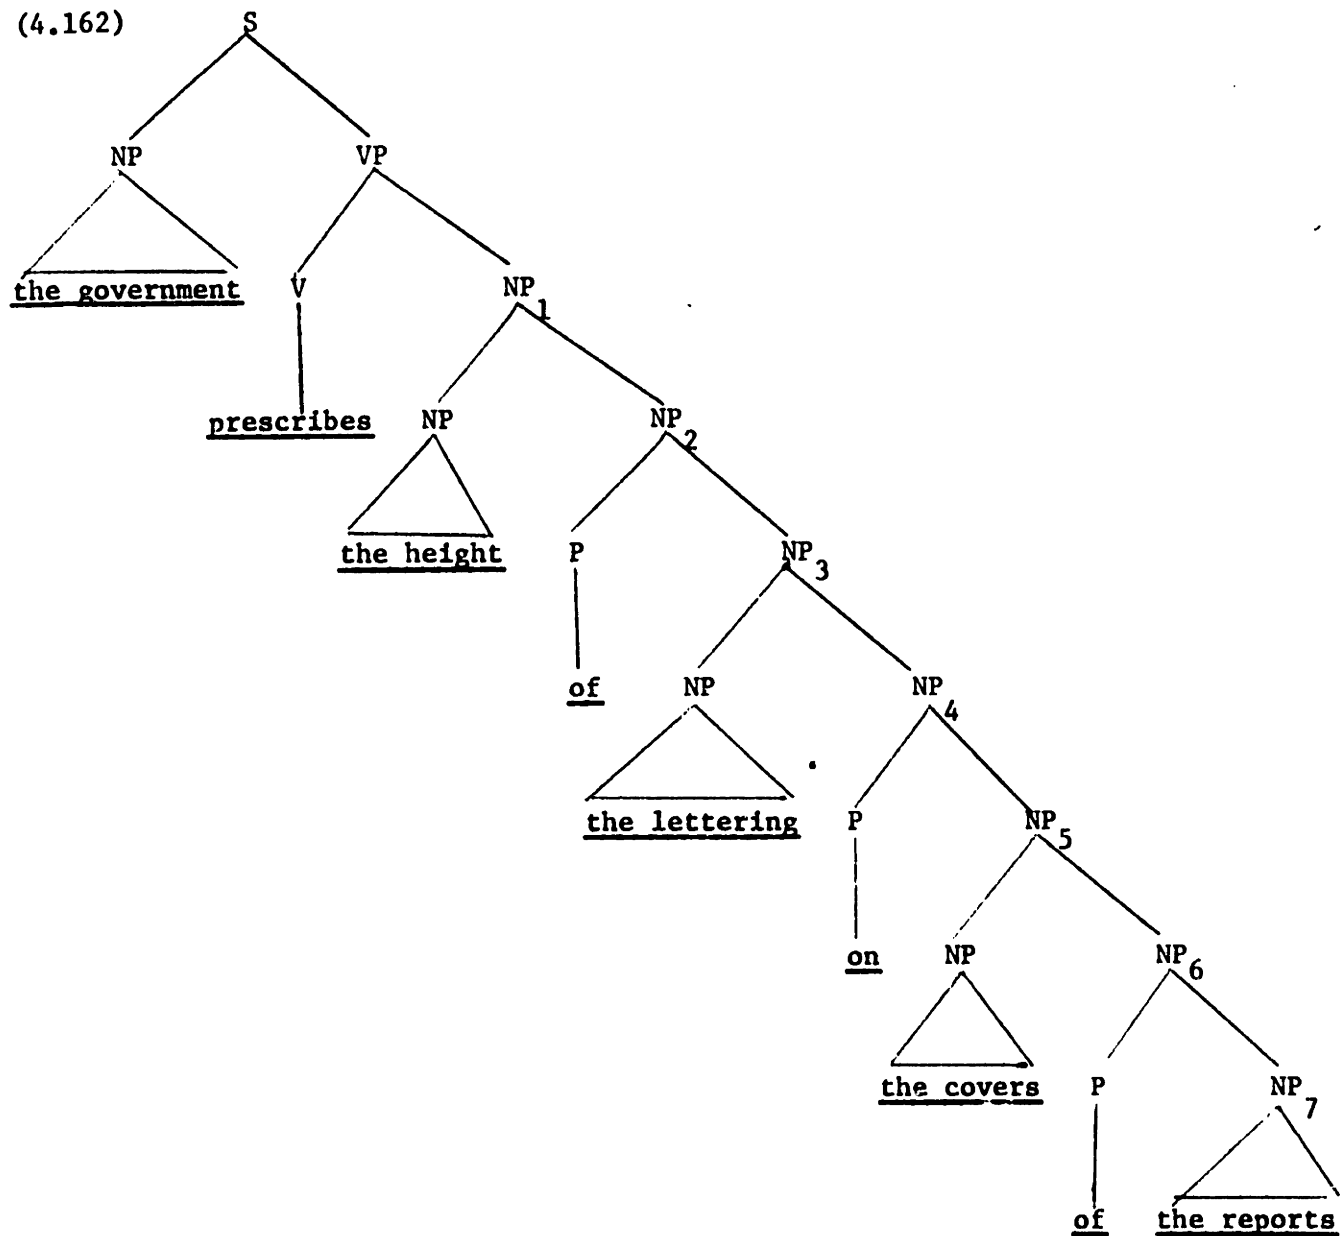 (4.162) S
NP VP
the government V NP1
prescribes NP NP2
the height P NP3
of NP NP4
the lettering P NP5
on NP NP6
the covers P NP7
of the reports